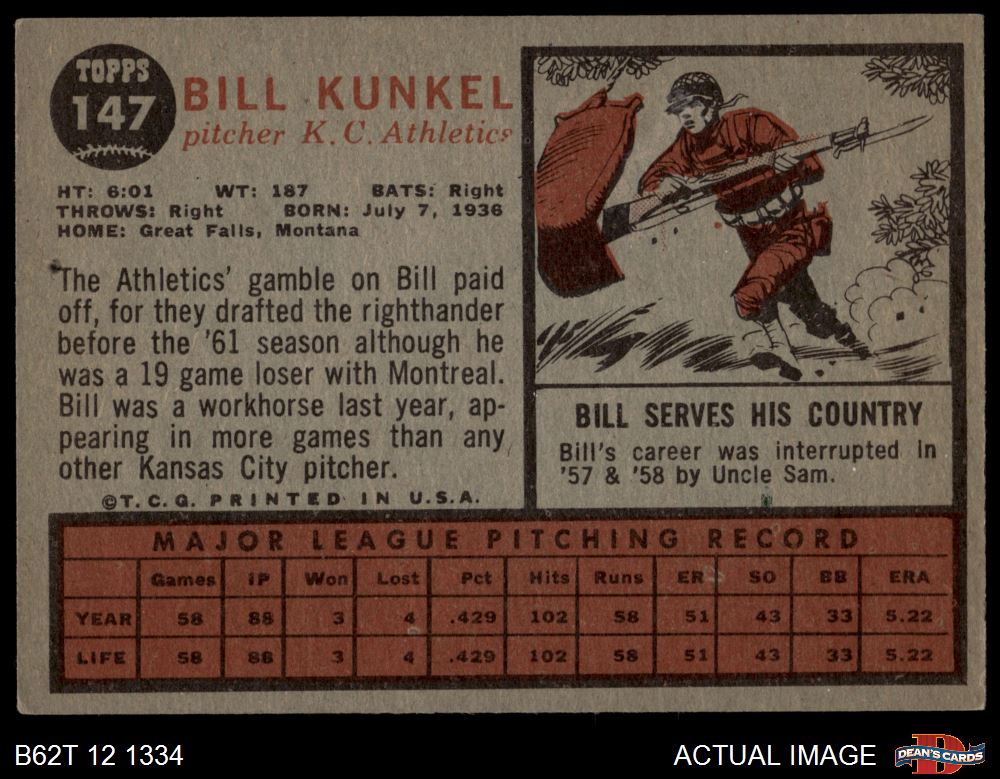 TOPPS
147
BILL KUNKEL
pitcher K. C. Athletics
HT: 6:01 WT: 187 BATS: Right
THROWS: Right BORN: July 7, 1936
HOME: Great Falls, Montana
The Athletics' gamble on Bill paid
off, for they drafted the righthander
before the '61 season although he
was a 19 game loser with Montreal.
Bill was a workhorse last year, ap-
pearing in more games than any
other Kansas City pitcher.
©T. C. G. PRINTED IN U.S.A.
BILL SERVES HIS COUNTRY
Bill's career was interrupted in
'57 & '58 by Uncle Sam.
MAJOR LEAGUE PITCHING RECORD
Games IP Won Lost Pct Hits Runs ER SO BB ERA
YEAR 58 88 3 4 .429 102 58 51 43 33 5.22
LIFE 58 88 3 4 .429 102 58 51 43 33 5.22
B62T 12 1334
ACTUAL IMAGE
DEAN'S CARDS